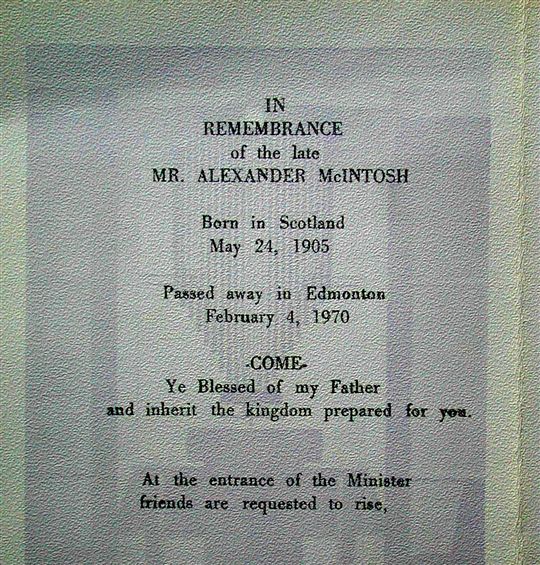 IN
REMEMBRANCE
of the late
MR. ALEXANDER McINTOSH
Born in Scotland
May 24, 1905
Passed away in Edmonton
February 4, 1970
-COME-
Ye Blessed of my Father
and inherit the kingdom prepared for you.
At the entrance of the Minister
friends are requested to rise,